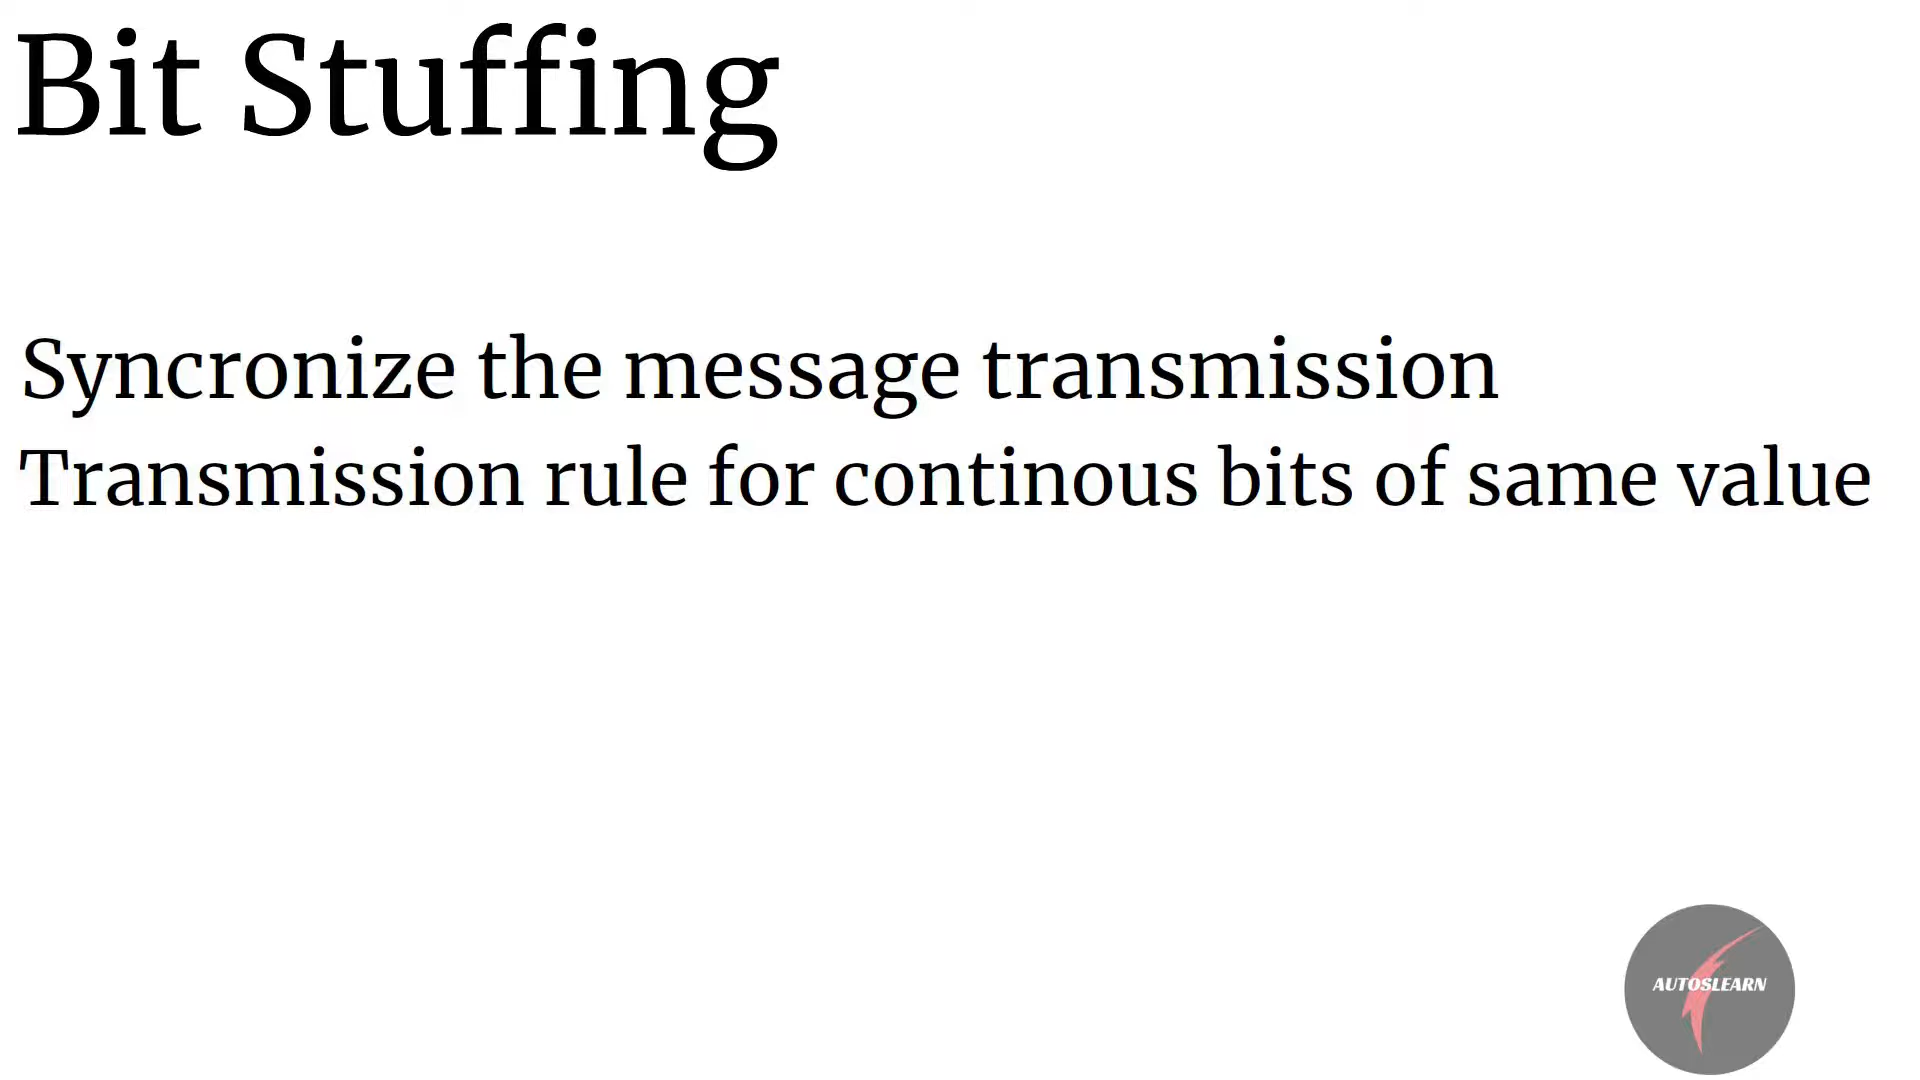 Bit Stuffing
Syncronize the message transmission
Transmission rule for continous bits of same value
AUTOSLEARN